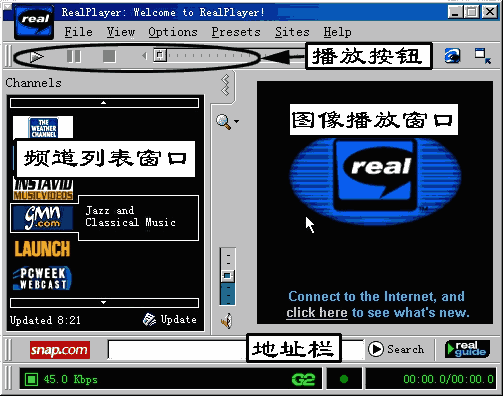 real
RealPlayer: Welcome to RealPlayer!
File View Options Presets Sites Help
播放按钮
Channels
THE WEATHER CHANNEL
频道列表窗口
INSTAVID
MUSICVIDEOS
gmn.com
Jazz and
Classical Music
LAUNCH
PCWEEK
WEBCAST
Updated 8:21
Update
图像播放窗口
real
Connect to the Internet, and
click here to see what's new.
snap.com
地址栏
Search
real guide
45.0 Kbps
G2
00:00.0/00:00.0